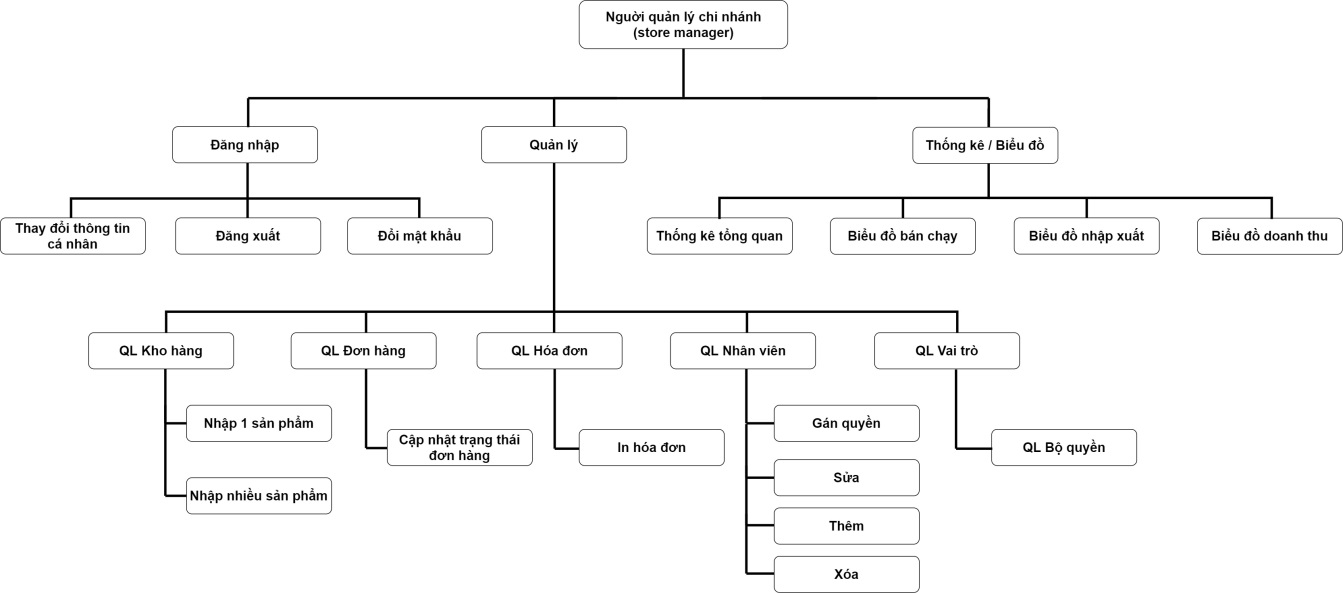 Nguời quản lý chi nhánh
(store manager)
Đăng nhập
Quản lý
Thống kê / Biểu đồ
Thay đổi thông tin
cá nhân
Đăng xuất
Đổi mật khẩu
Thống kê tổng quan
Biểu đồ bán chạy
Biểu đồ nhập xuất
Biểu đồ doanh thu
QL Kho hàng
QL Đơn hàng
QL Hóa đơn
QL Nhân viên
QL Vai trò
Nhập 1 sản phẩm
Nhập nhiều sản phẩm
Cập nhật trạng thái
đơn hàng
In hóa đơn
Gán quyền
Sửa
Thêm
Xóa
QL Bộ quyền